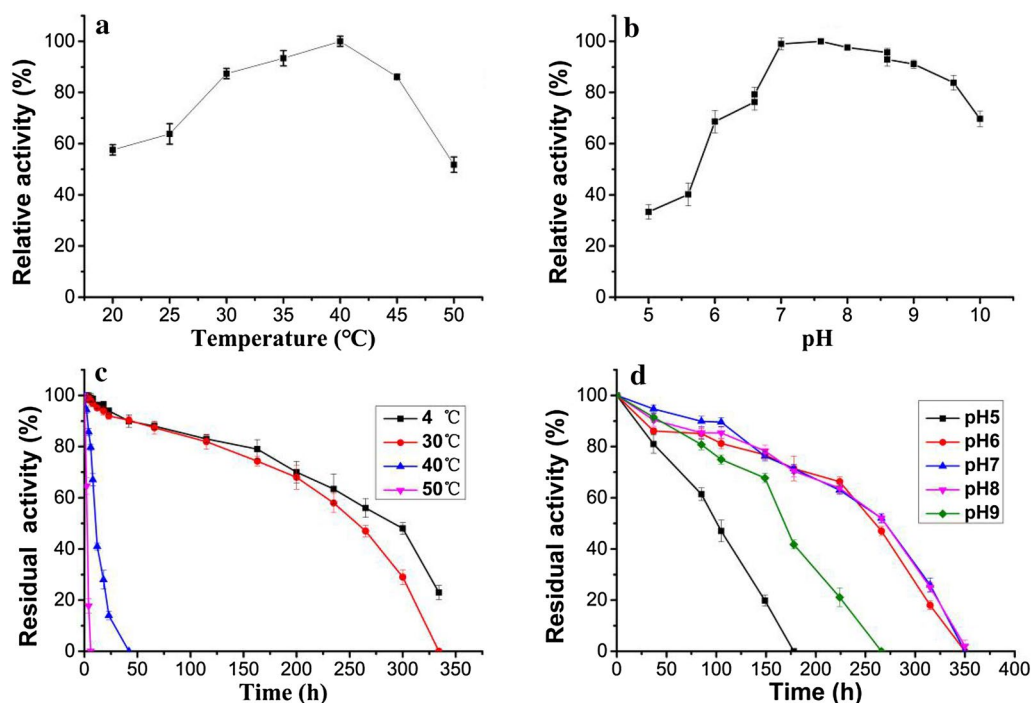 a
Relative activity (%)
100
80
60
40
20
0
20 25 30 35 40 45 50
Temperature (℃)
b
Relative activity (%)
100
80
60
40
20
0
5 6 7 8 9 10
pH
c
Residual activity (%)
100
80
60
40
20
0
4 ℃
30℃
40℃
50℃
0 50 100 150 200 250 300 350
Time (h)
d
Residual activity (%)
100
80
60
40
20
0
pH5
pH6
pH7
pH8
pH9
0 50 100 150 200 250 300 350 400
Time (h)